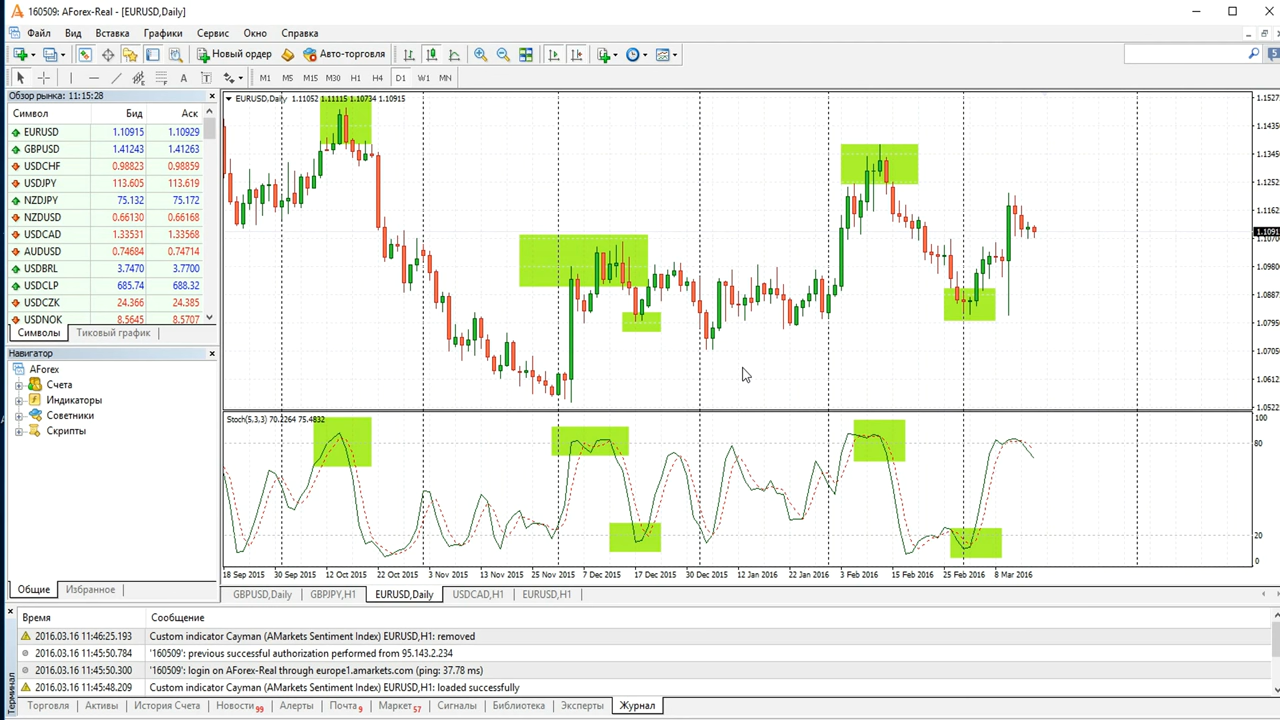 160509: AForex-Real - [EURUSD,Daily]
Файл Вид Вставка Графики Сервис Окно Справка
Новый ордер Авто-торговля
M1 M5 M15 M30 H1 H4 D1 W1 MN
Обзор рынка: 11:15:28
Символ Бид Аск
EURUSD 1.10915 1.10929
GBPUSD 1.41243 1.41263
USDCHF 0.98823 0.98859
USDJPY 113.605 113.619
NZDJPY 75.132 75.172
NZDUSD 0.66130 0.66168
USDCAD 1.33531 1.33568
AUDUSD 0.74684 0.74714
USDBRL 3.7470 3.7700
USDCLP 685.74 688.32
USDCZK 24.366 24.385
USDNOK 8.5645 8.5707
Символы Тиковый график
Навигатор
AForex
Счета
Индикаторы
Советники
Скрипты
Общие Избранное
EURUSD,Daily 1.11052 1.11115 1.10734 1.10915
1.1527
1.1435
1.1345
1.1252
1.1162
1.1091
1.1070
1.0980
1.0887
1.0795
1.0705
1.0612
1.0522
Stoch(5,3,3) 70.2264 75.4832
100
80
20
0
18 Sep 2015 30 Sep 2015 12 Oct 2015 22 Oct 2015 3 Nov 2015 13 Nov 2015 25 Nov 2015 7 Dec 2015 17 Dec 2015 30 Dec 2015 12 Jan 2016 22 Jan 2016 3 Feb 2016 15 Feb 2016 25 Feb 2016 8 Mar 2016
GBPUSD,Daily GBPJPY,H1 EURUSD,Daily USDCAD,H1 EURUSD,H1
Время Сообщение
2016.03.16 11:46:25.193 Custom indicator Cayman (AMarkets Sentiment Index) EURUSD,H1: removed
2016.03.16 11:45:50.784 '160509': previous successful authorization performed from 95.143.2.234
2016.03.16 11:45:50.300 '160509': login on AForex-Real through europe1.amarkets.com (ping: 37.78 ms)
2016.03.16 11:45:48.209 Custom indicator Cayman (AMarkets Sentiment Index) EURUSD,H1: loaded successfully
Терминал
Торговля Активы История Счета Новости 99 Алерты Почта 9 Маркет 57 Сигналы Библиотека Эксперты Журнал